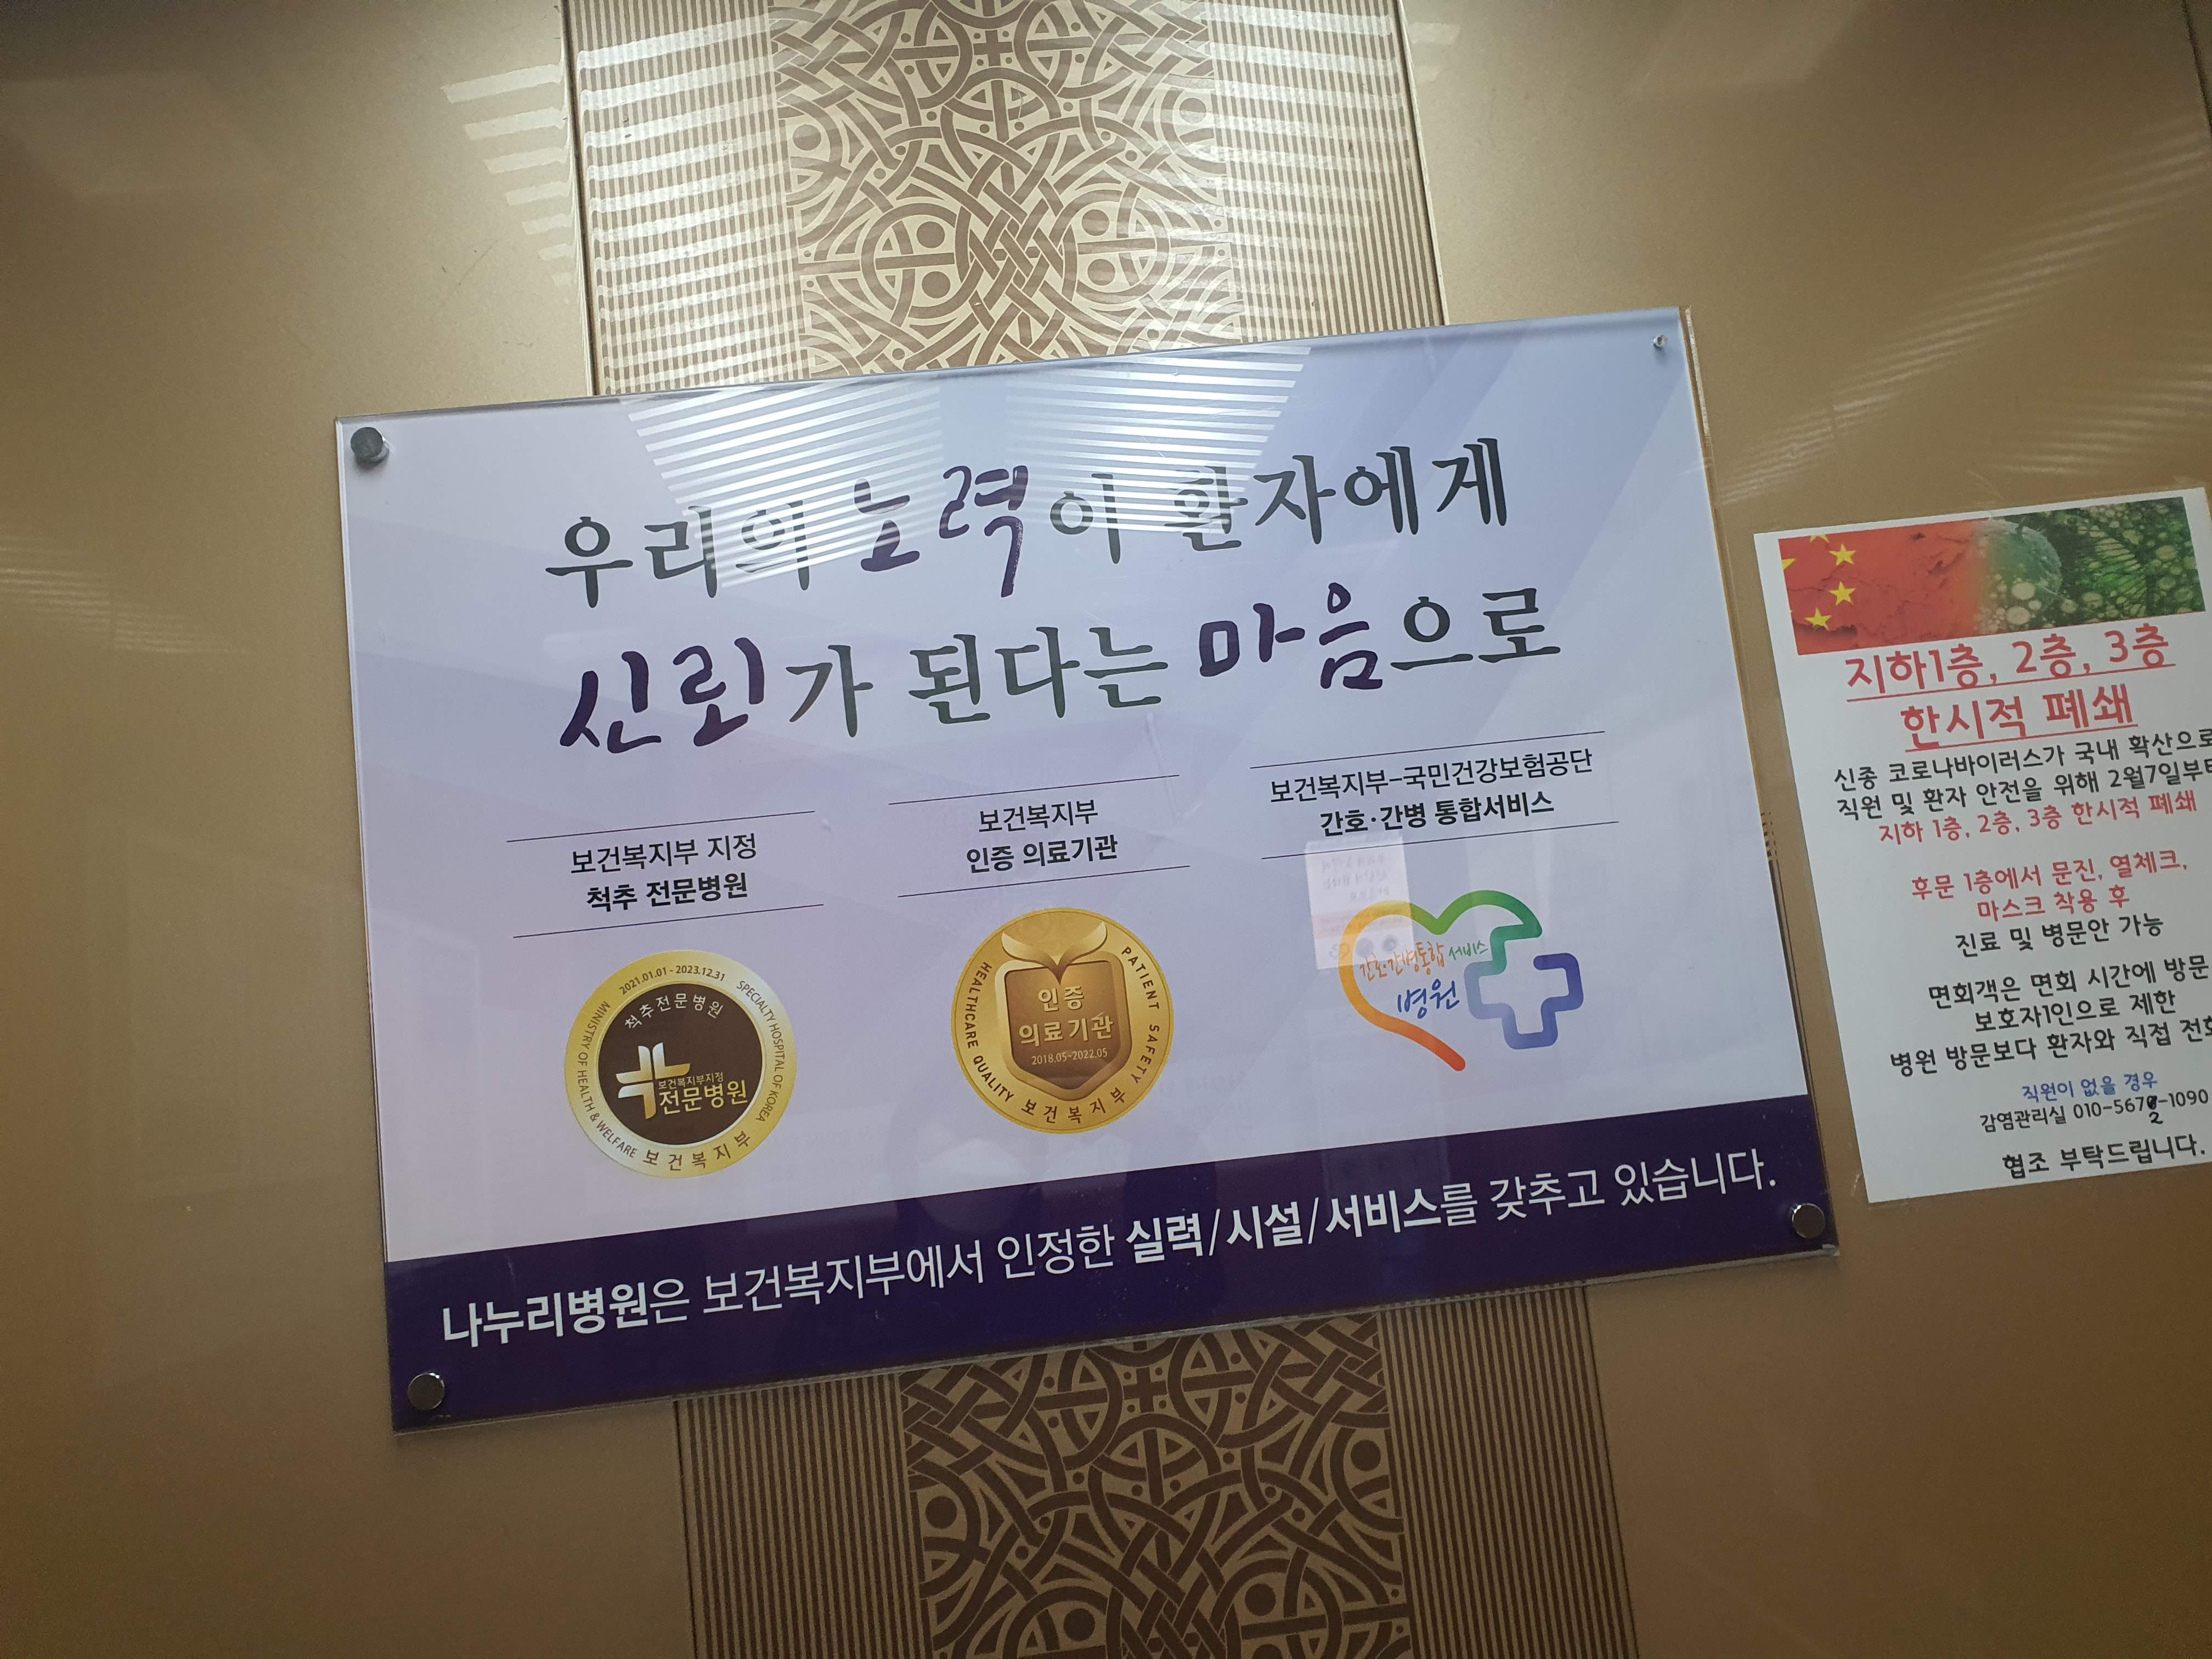 우리의 노력이 환자에게
신뢰가 된다는 마음으로
보건복지부 지정
척추 전문병원
2021.01.01 - 2023.12.31
SPECIALTY HOSPITAL OF KOREA
MINISTRY OF HEALTH & WELFARE
보건복지부
척추전문병원
보건복지부지정
전문병원
보건복지부
인증 의료기관
HEALTHCARE QUALITY
PATIENT SAFETY
보건복지부
인증
의료기관
2018.05-2022.05
보건복지부-국민건강보험공단
간호·간병 통합서비스
간호·간병통합 서비스
병원
나누리병원은 보건복지부에서 인정한 실력/시설/서비스를 갖추고 있습니다.
지하1층, 2층, 3층
한시적 폐쇄
신종 코로나바이러스가 국내 확산으로
직원 및 환자 안전을 위해 2월7일부터
지하 1층, 2층, 3층 한시적 폐쇄
후문 1층에서 문진, 열체크,
마스크 착용 후
진료 및 병문안 가능
면회객은 면회 시간에 방문
보호자1인으로 제한
병원 방문보다 환자와 직접
직원이 없을 경우
감염관리실
협조 부탁드립니다.